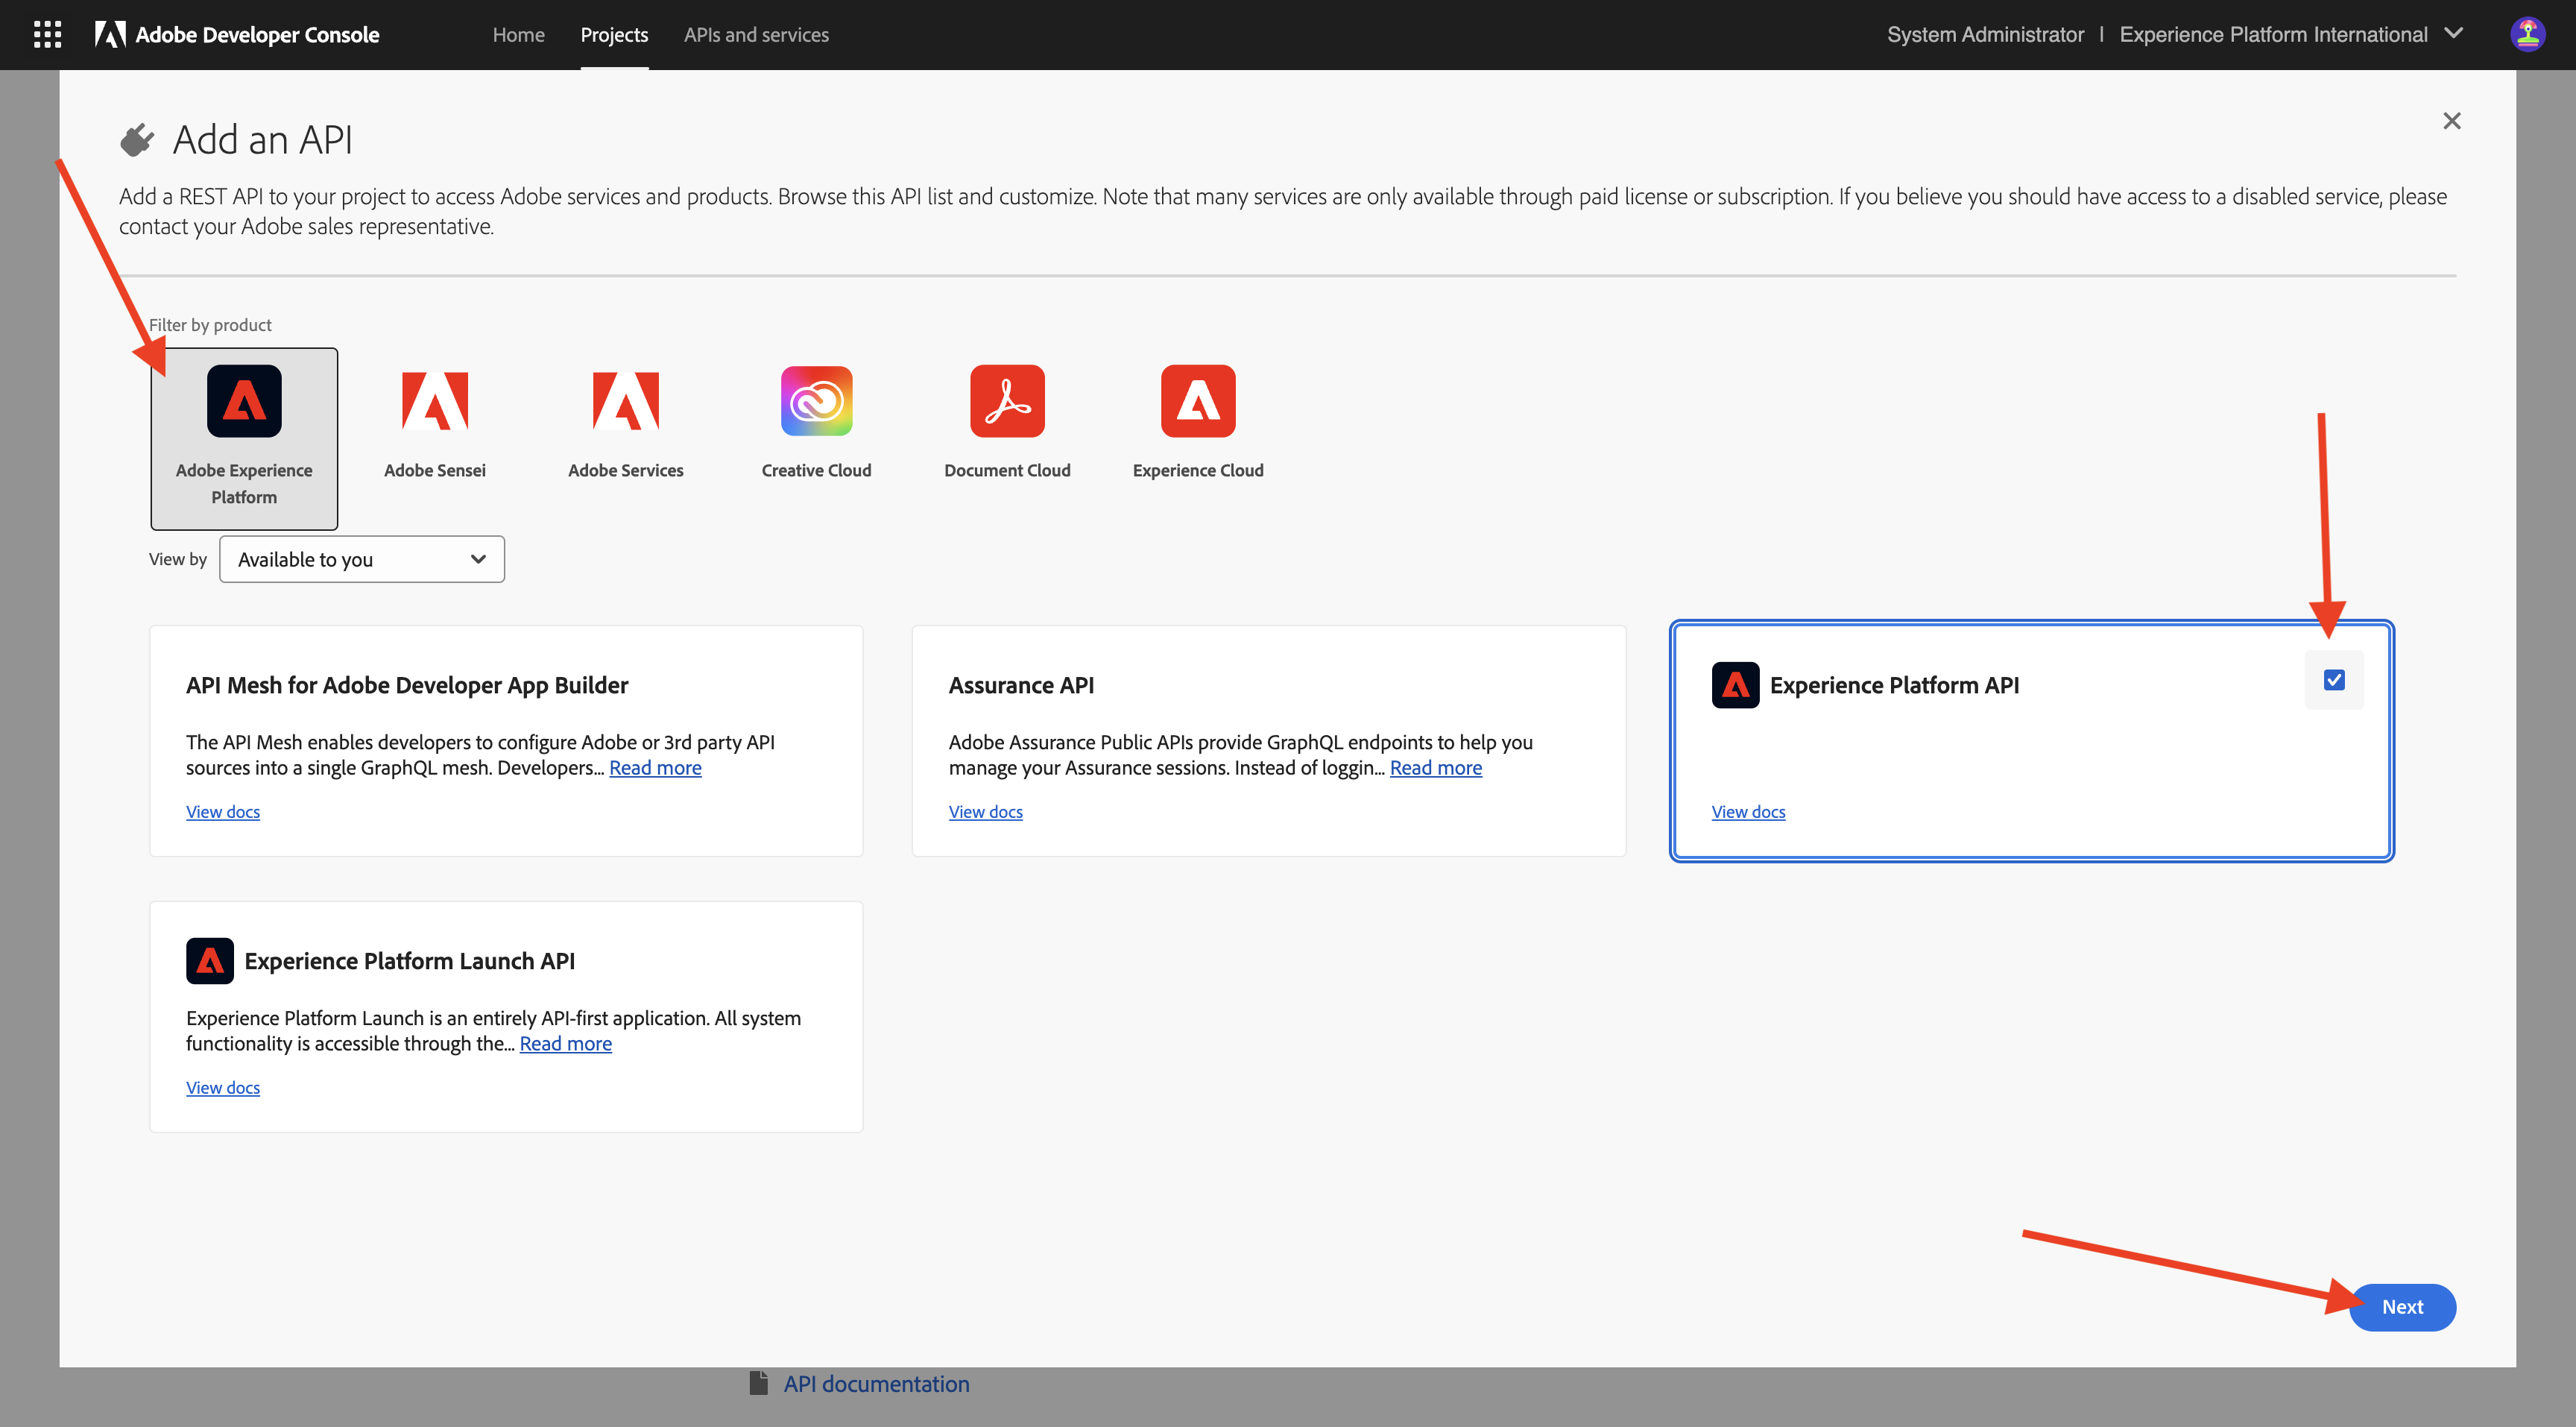 Adobe Developer Console
Home
Projects
APIs and services
System Administrator | Experience Platform International
Add an API
Add a REST API to your project to access Adobe services and products. Browse this API list and customize. Note that many services are only available through paid license or subscription. If you believe you should have access to a disabled service, please
contact your Adobe sales representative.
Filter by product
Adobe Experience
Platform
Adobe Sensei
Adobe Services
Creative Cloud
Document Cloud
Experience Cloud
View by
Available to you
API Mesh for Adobe Developer App Builder
The API Mesh enables developers to configure Adobe or 3rd party API
sources into a single GraphQL mesh. Developers... Read more
View docs
Assurance API
Adobe Assurance Public APIs provide GraphQL endpoints to help you
manage your Assurance sessions. Instead of loggin... Read more
View docs
Experience Platform API
View docs
Experience Platform Launch API
Experience Platform Launch is an entirely API-first application. All system
functionality is accessible through the... Read more
View docs
Next
API documentation